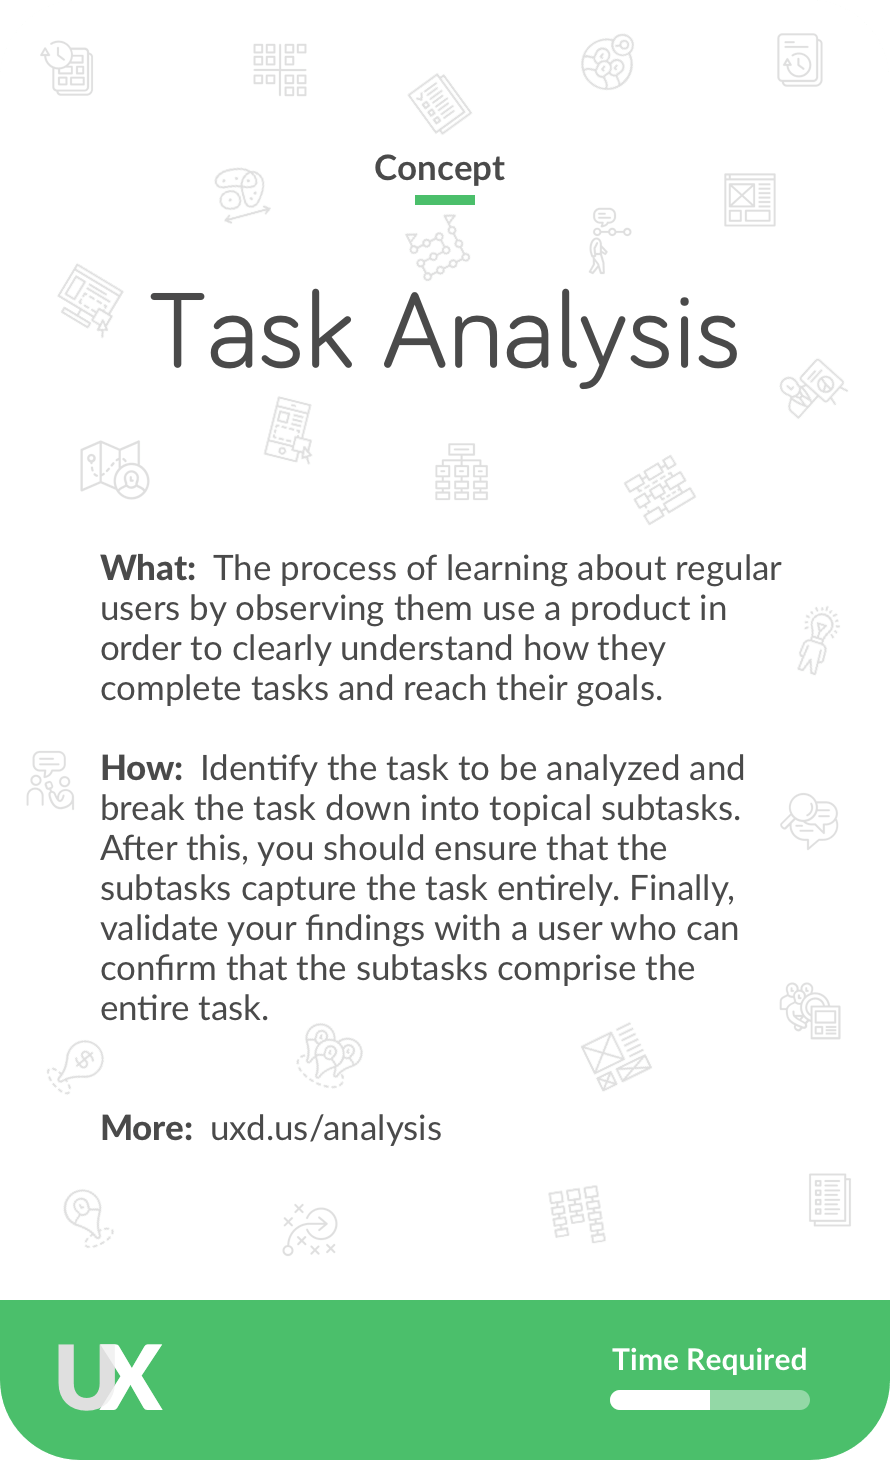 Concept
Task Analysis
What: The process of learning about regular
users by observing them use a product in
order to clearly understand how they
complete tasks and reach their goals.
How: Identify the task to be analyzed and
break the task down into topical subtasks.
After this, you should ensure that the
subtasks capture the task entirely. Finally,
validate your findings with a user who can
confirm that the subtasks comprise the
entire task.
More: uxd.us/analysis
UX
Time Required